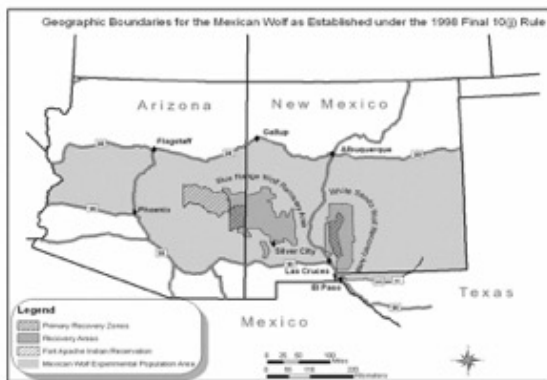 Geographic Boundaries for the Mexican Wolf as Established under the 1998 Final 10(j) Rule
Arizona
New Mexico
Flagstaff
Gallup
Albuquerque
Blue Range Wolf Recovery Area
White Sands Wolf Recovery Area
Phoenix
Silver City
Las Cruces
El Paso
Texas
Mexico
Legend
Primary Recovery Zones
Recovery Areas
Fort Apache Indian Reservation
Mexican Wolf Experimental Population Area
Miles
Kilometers